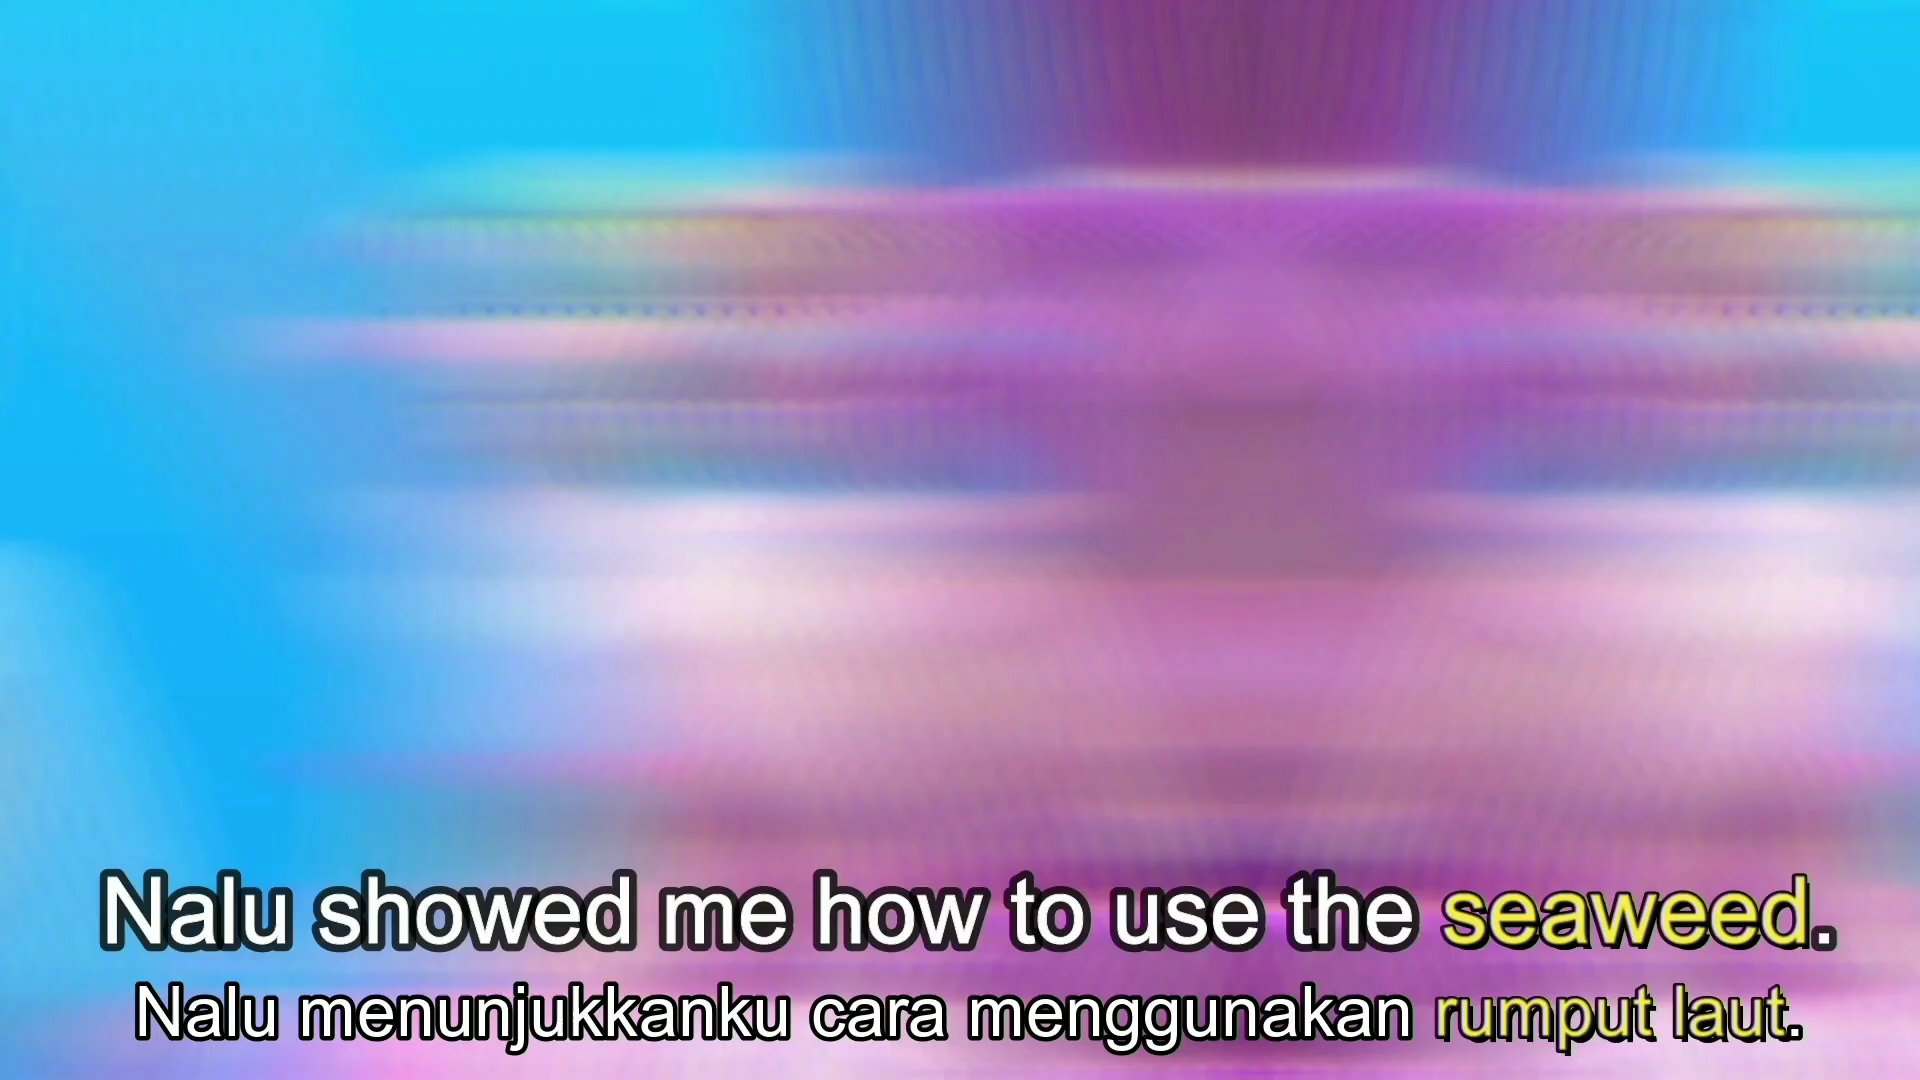 Nalu showed me how to use the seaweed.
Nalu menunjukkanku cara menggunakan rumput laut.